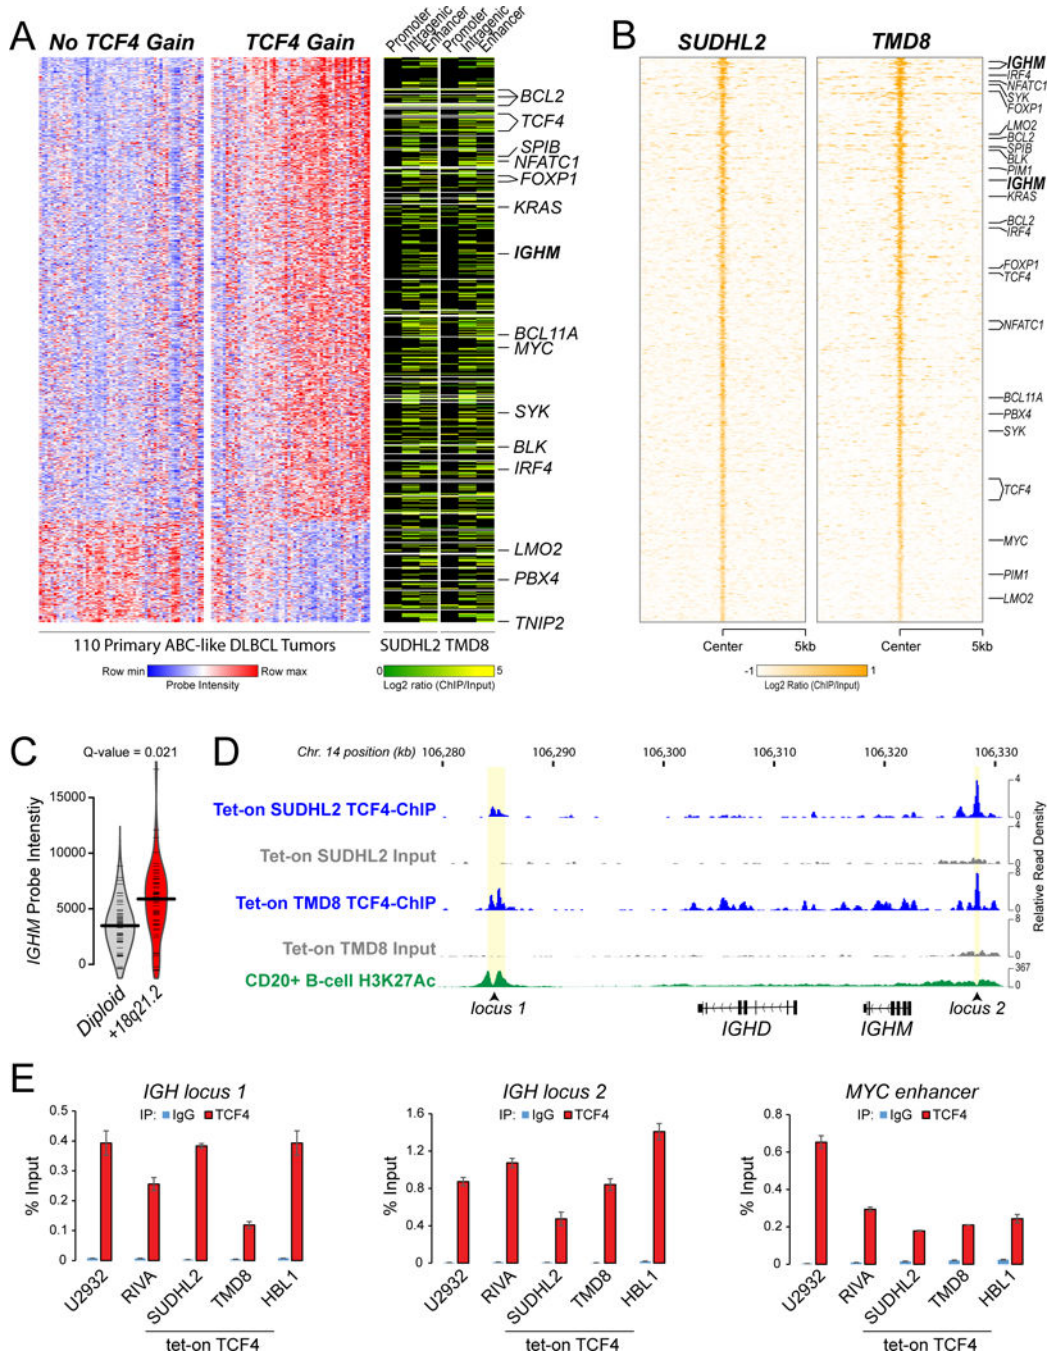 A
No TCF4 Gain
TCF4 Gain
Promoter
Intragenic
Enhancer
Promoter
Intragenic
Enhancer
BCL2
TCF4
SPIB
NFATC1
FOXP1
KRAS
IGHM
BCL11A
MYC
SYK
BLK
IRF4
LMO2
PBX4
TNIP2
110 Primary ABC-like DLBCL Tumors
SUDHL2 TMD8
Row min
Row max
Probe Intensity
0
5
Log2 ratio (ChIP/Input)
B
SUDHL2
TMD8
IGHM
IRF4
NFATC1
SYK
FOXP1
LMO2
BCL2
SPIB
BLK
PIM1
IGHM
KRAS
BCL2
IRF4
FOXP1
TCF4
NFATC1
BCL11A
PBX4
SYK
TCF4
MYC
PIM1
LMO2
Center
5kb
Center
5kb
-1
1
Log2 Ratio (ChIP/Input)
C
Q-value = 0.021
IGHM Probe Intenstiy
15000
10000
5000
0
Diploid
+18q21.2
D
Chr. 14 position (kb)
106,280
106,290
106,300
106,310
106,320
106,330
Tet-on SUDHL2 TCF4-ChIP
4
0
Tet-on SUDHL2 Input
4
0
Tet-on TMD8 TCF4-ChIP
8
0
Tet-on TMD8 Input
8
0
CD20+ B-cell H3K27Ac
367
0
Relative Read Density
locus 1
IGHD
IGHM
locus 2
E
IGH locus 1
IP: IgG TCF4
% Input
0.5
0.4
0.3
0.2
0.1
0
U2932
RIVA
SUDHL2
TMD8
HBL1
tet-on TCF4
IGH locus 2
IP: IgG TCF4
% Input
1.6
1.2
0.8
0.4
0
U2932
RIVA
SUDHL2
TMD8
HBL1
tet-on TCF4
MYC enhancer
IP: IgG TCF4
% Input
0.8
0.6
0.4
0.2
0
U2932
RIVA
SUDHL2
TMD8
HBL1
tet-on TCF4